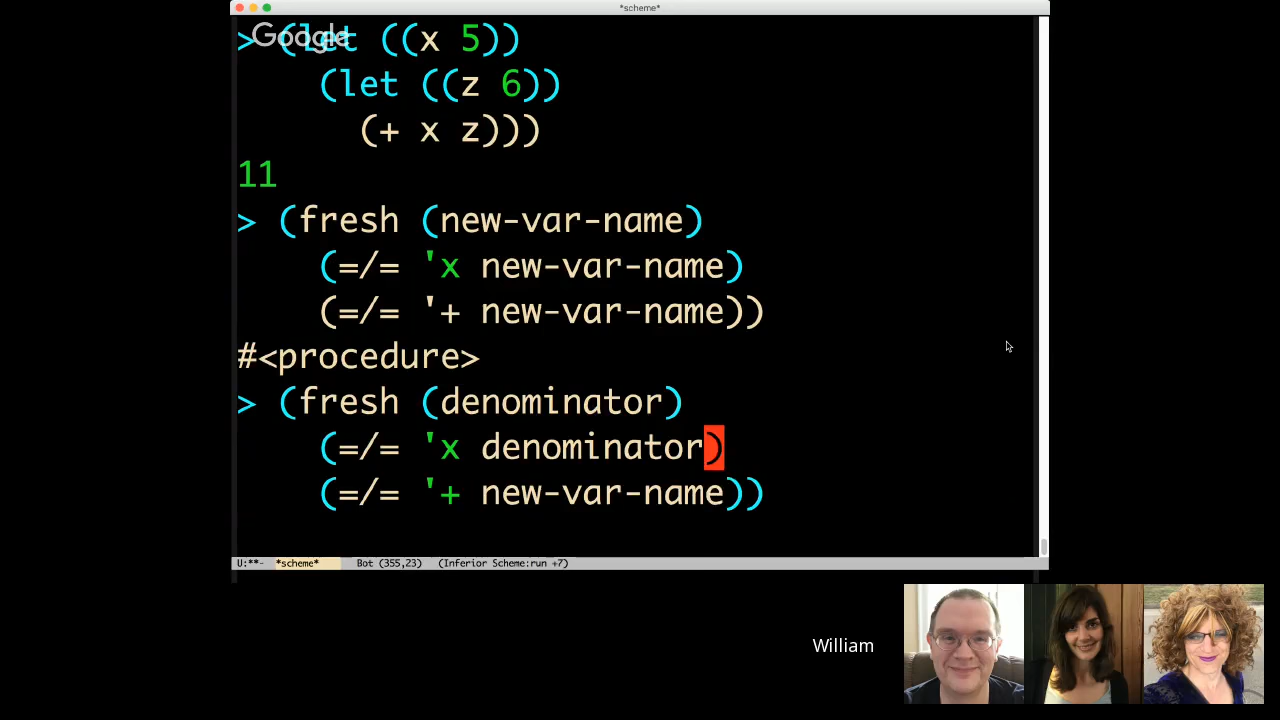 *scheme*
Google
> (let ((x 5))
(let ((z 6))
(+ x z)))
11
> (fresh (new-var-name)
(=/= 'x new-var-name)
(=/= '+ new-var-name))
#<procedure>
> (fresh (denominator)
(=/= 'x denominator)
(=/= '+ new-var-name))
U:**- *scheme* Bot (355,23) (Inferior Scheme:run +7)
William